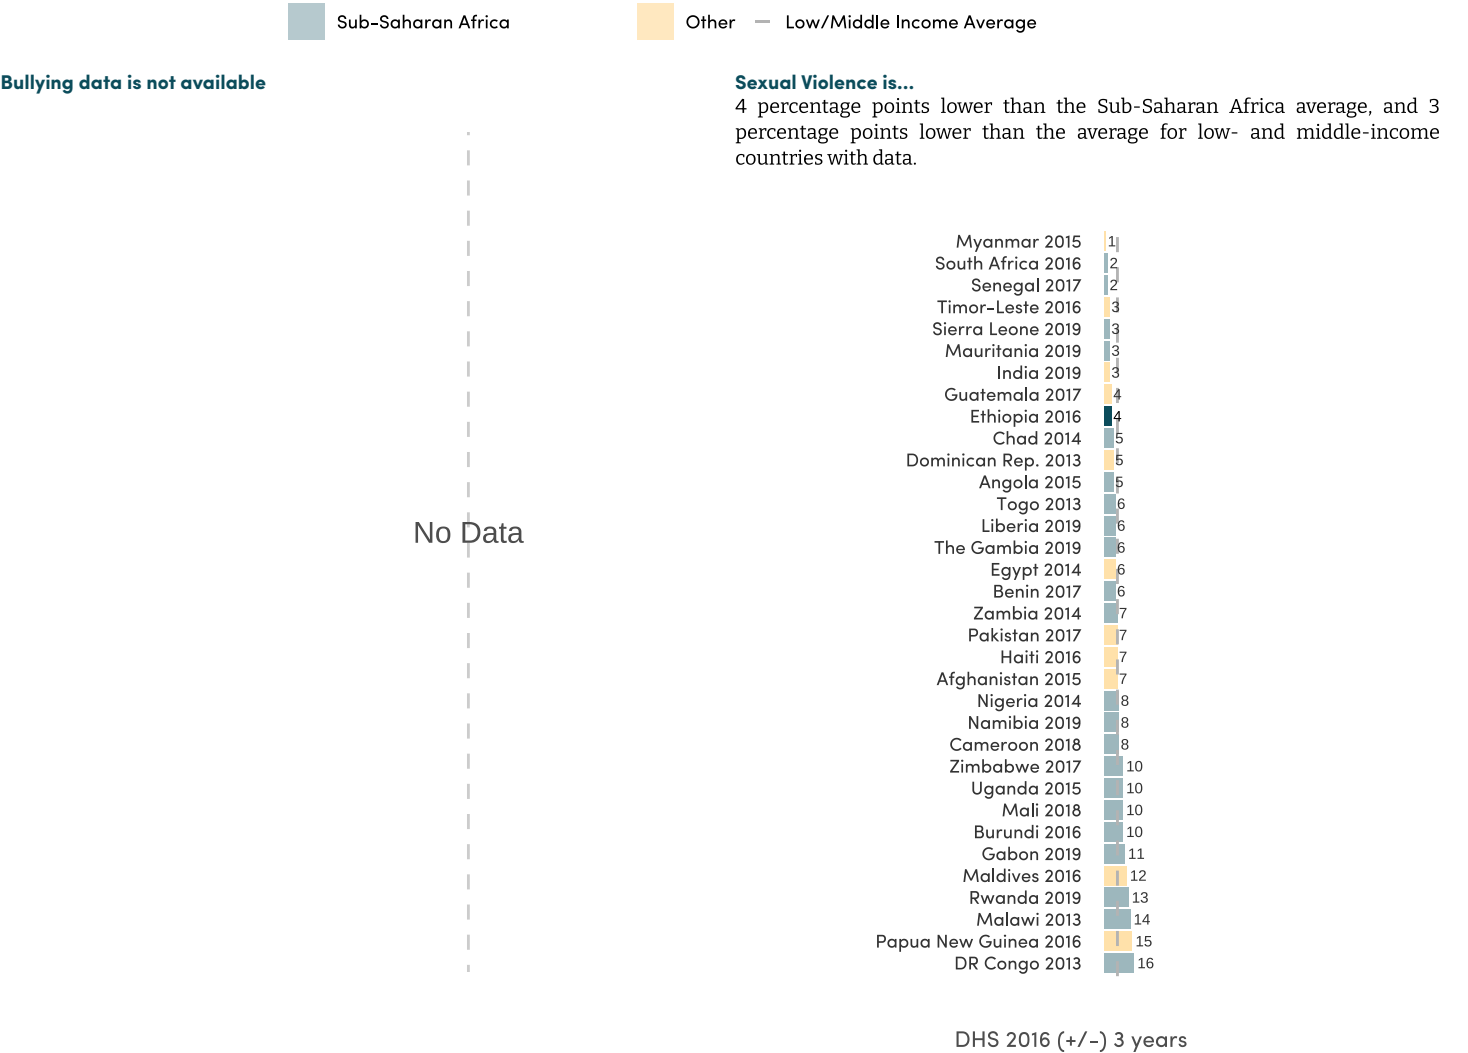 Sub-Saharan Africa Other Low/Middle Income Average
Bullying data is not available
No Data
Sexual Violence is...
4 percentage points lower than the Sub-Saharan Africa average, and 3
percentage points lower than the average for low- and middle-income
countries with data.
Myanmar 2015 1
South Africa 2016 2
Senegal 2017 2
Timor-Leste 2016 3
Sierra Leone 2019 3
Mauritania 2019 3
India 2019 3
Guatemala 2017 4
Ethiopia 2016 4
Chad 2014 5
Dominican Rep. 2013 5
Angola 2015 5
Togo 2013 6
Liberia 2019 6
The Gambia 2019 6
Egypt 2014 6
Benin 2017 6
Zambia 2014 7
Pakistan 2017 7
Haiti 2016 7
Afghanistan 2015 7
Nigeria 2014 8
Namibia 2019 8
Cameroon 2018 8
Zimbabwe 2017 10
Uganda 2015 10
Mali 2018 10
Burundi 2016 10
Gabon 2019 11
Maldives 2016 12
Rwanda 2019 13
Malawi 2013 14
Papua New Guinea 2016 15
DR Congo 2013 16
DHS 2016 (+/-) 3 years